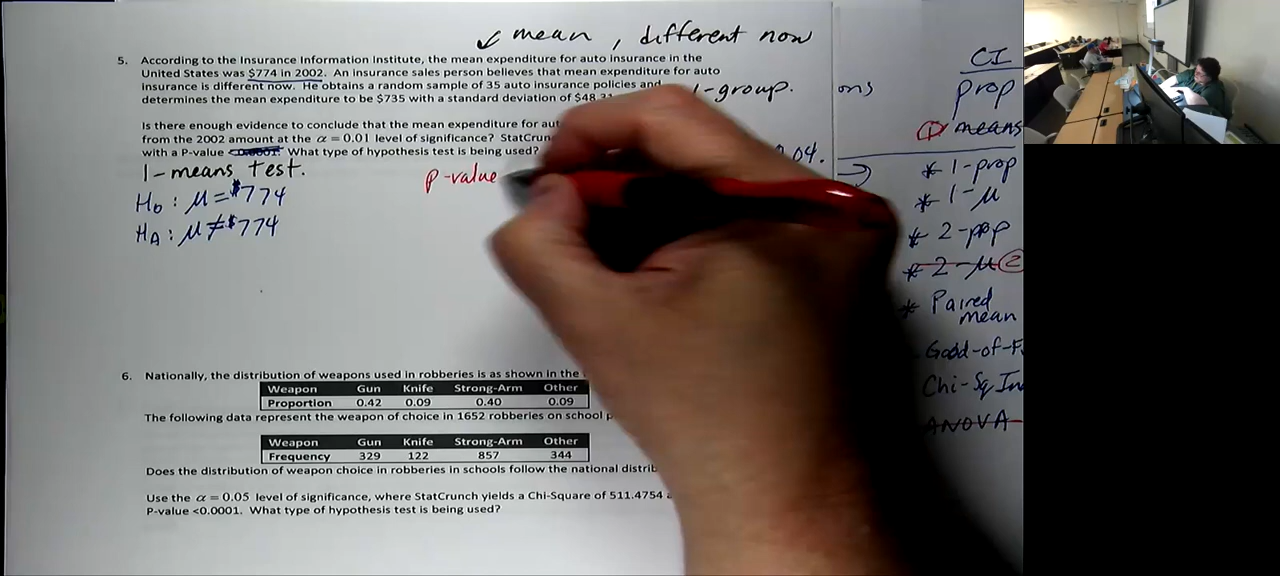 mean, different now
5. According to the Insurance Information Institute, the mean expenditure for auto insurance in the
United States was $774 in 2002. An insurance sales person believes that mean expenditure for auto
insurance is different now. He obtains a random sample of 35 auto insurance policies and
1-group.
determines the mean expenditure to be $735 with a standard deviation of $48.31
Is there enough evidence to conclude that the mean expenditure for aut
from the 2002 amount at the α = 0.01 level of significance? StatCrun
04.
with a P-value What type of hypothesis test is being used?
1-means test.
H₀ : μ = $774
H_A : μ ≠ $774
p-value
6. Nationally, the distribution of weapons used in robberies is as shown in the
Weapon Gun Knife Strong-Arm Other
Proportion 0.42 0.09 0.40 0.09
The following data represent the weapon of choice in 1652 robberies on school p
Weapon Gun Knife Strong-Arm Other
Frequency 329 122 857 344
Does the distribution of weapon choice in robberies in schools follow the national distrib
Use the α = 0.05 level of significance, where StatCrunch yields a Chi-Square of 511.4754
P-value <0.0001. What type of hypothesis test is being used?
ons
CI
prop
① means
* 1-prop
* 1-μ
* 2-pop
* 2-μ ②
* Paired
mean
Good-of-F
Chi-Sq In
ANOVA